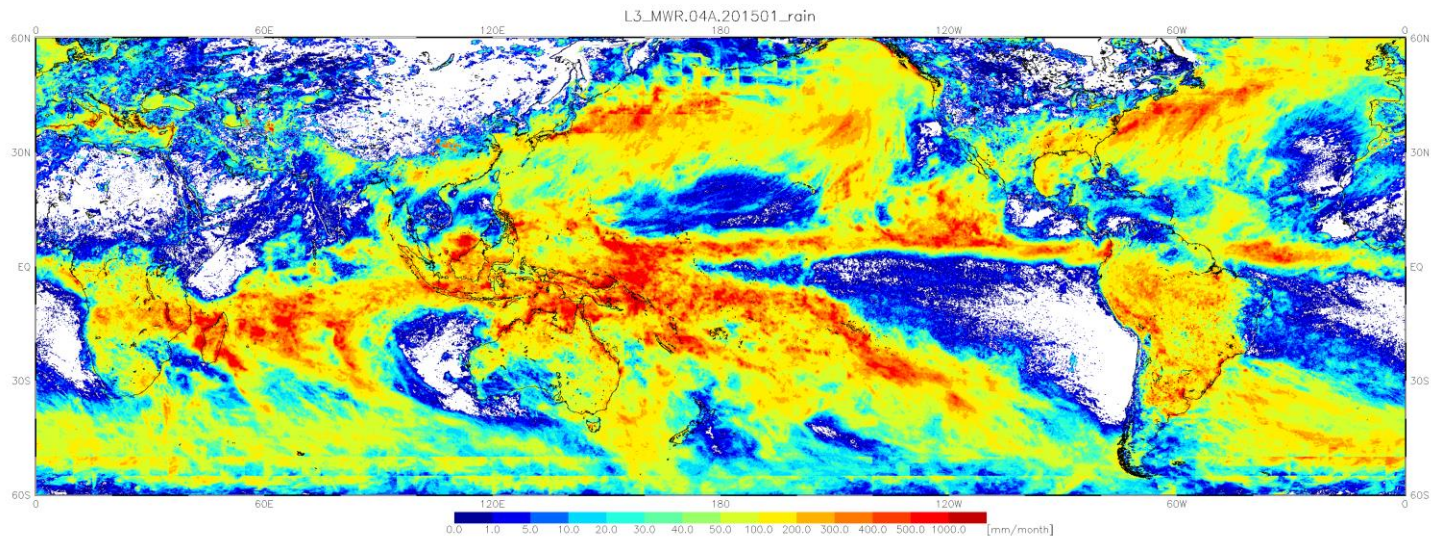 L3_MWR.04A.201501_rain
0 60E 120E 180 120W 60W 0
60N 60N
30N 30N
EQ EQ
30S 30S
60S 60S
0 60E 120E 180 120W 60W 0
0.0 1.0 5.0 10.0 20.0 30.0 40.0 50.0 100.0 200.0 300.0 400.0 500.0 1000.0 [mm/month]